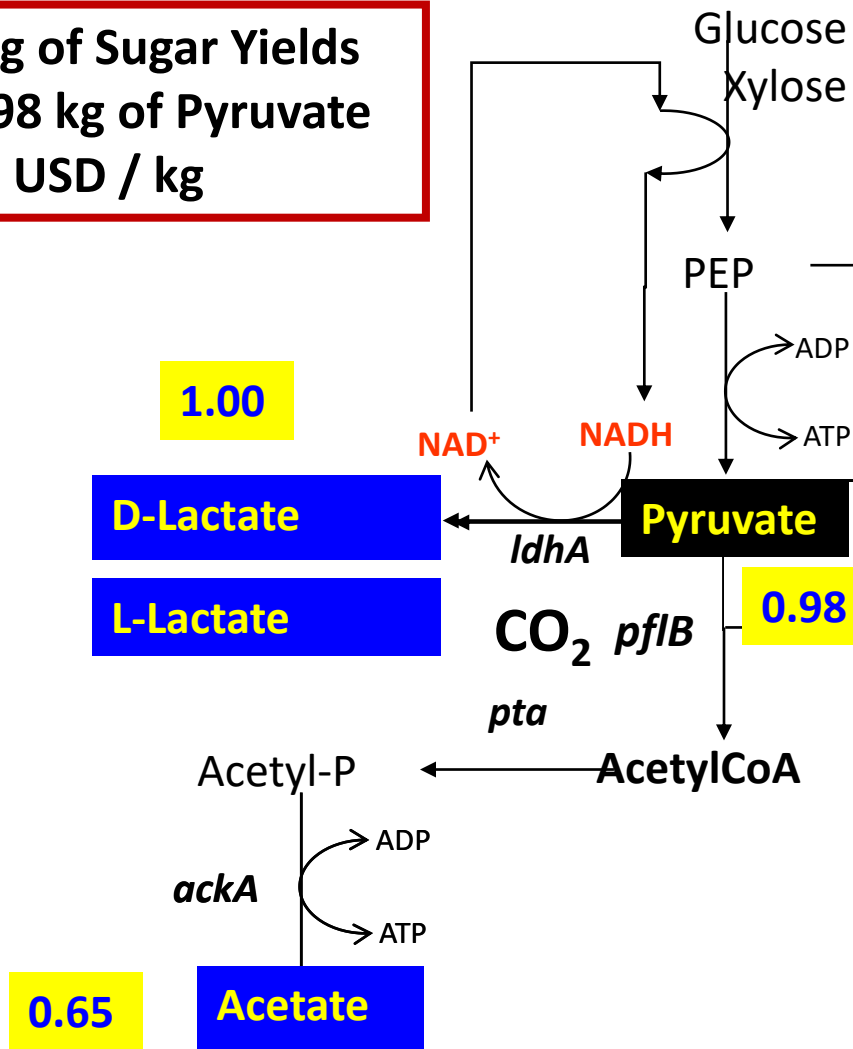 g of Sugar Yields
98 kg of Pyruvate
USD / kg
Glucose
Xylose
PEP
ADP
ATP
1.00
NAD⁺
NADH
D-Lactate
Pyruvate
ldhA
L-Lactate
0.98
CO₂
pflB
pta
Acetyl-P
AcetylCoA
ADP
ackA
ATP
0.65
Acetate